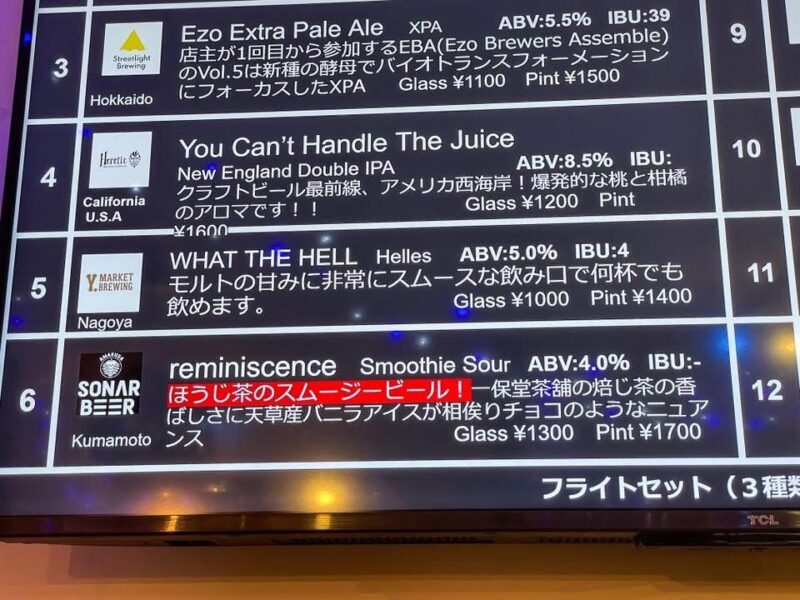 3
Streetlight
Brewing
Hokkaido
Ezo Extra Pale Ale XPA ABV:5.5% IBU:39
店主が1回目から参加するEBA(Ezo Brewers Assemble)
のVol.5は新種の酵母でバイオトランスフォーメーション
にフォーカスしたXPA Glass ¥1100 Pint ¥1500
9
4
Heretic
California
U.S.A
You Can't Handle The Juice
New England Double IPA ABV:8.5% IBU:
クラフトビール最前線、アメリカ西海岸！爆発的な桃と柑橘
のアロマです！！ Glass ¥1200 Pint
¥1600
10
5
Y. MARKET
BREWING
Nagoya
WHAT THE HELL Helles ABV:5.0% IBU:4
モルトの甘みに非常にスムースな飲み口で何杯でも
飲めます。 Glass ¥1000 Pint ¥1400
11
6
AMAKUSA
SONAR
BEER
Kumamoto
reminiscence Smoothie Sour ABV:4.0% IBU:-
ほうじ茶のスムージービール！一保堂茶舗の焙じ茶の香
ばしさに天草産バニラアイスが相俟りチョコのようなニュア
ンス Glass ¥1300 Pint ¥1700
12
フライトセット（３種類
TCL